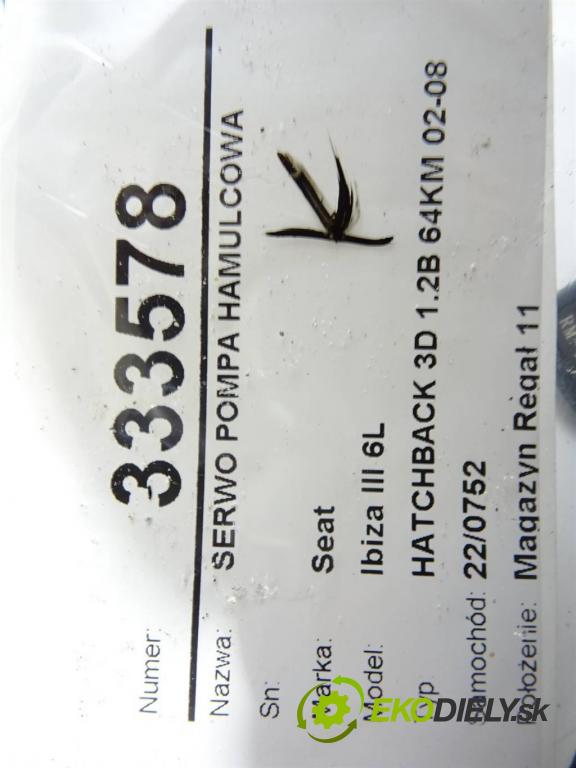 Numer: 333578
Nazwa: SERWO POMPA HAMULCOWA
Sn:
K
Marka: Seat
Model: Ibiza III 6L
Typ HATCHBACK 3D 1.2B 64KM 02-08
Samochód: 22/0752
Położenie: Magazyn Regał 11
EKODIELY.sk